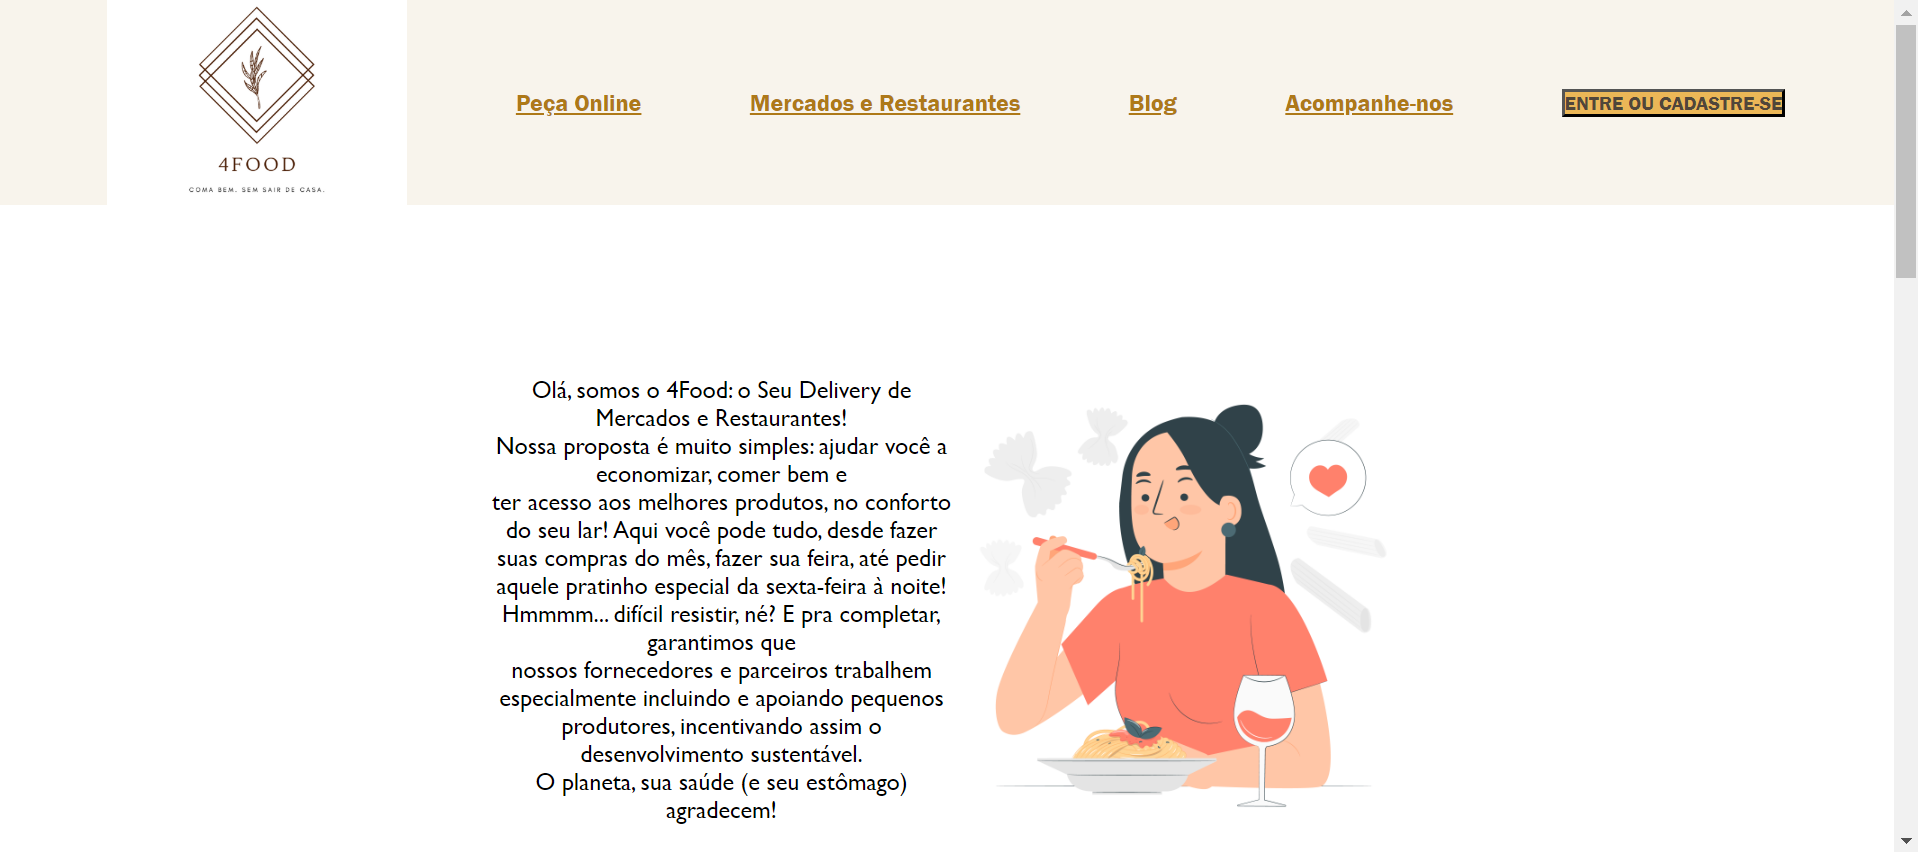 4FOOD
COMA BEM. SEM SAIR DE CASA.
Peça Online
Mercados e Restaurantes
Blog
Acompanhe-nos
ENTRE OU CADASTRE-SE
Olá, somos o 4Food: o Seu Delivery de
Mercados e Restaurantes!
Nossa proposta é muito simples: ajudar você a
economizar, comer bem e
ter acesso aos melhores produtos, no conforto
do seu lar! Aqui você pode tudo, desde fazer
suas compras do mês, fazer sua feira, até pedir
aquele pratinho especial da sexta-feira à noite!
Hmmmm... difícil resistir, né? E pra completar,
garantimos que
nossos fornecedores e parceiros trabalhem
especialmente incluindo e apoiando pequenos
produtores, incentivando assim o
desenvolvimento sustentável.
O planeta, sua saúde (e seu estômago)
agradecem!